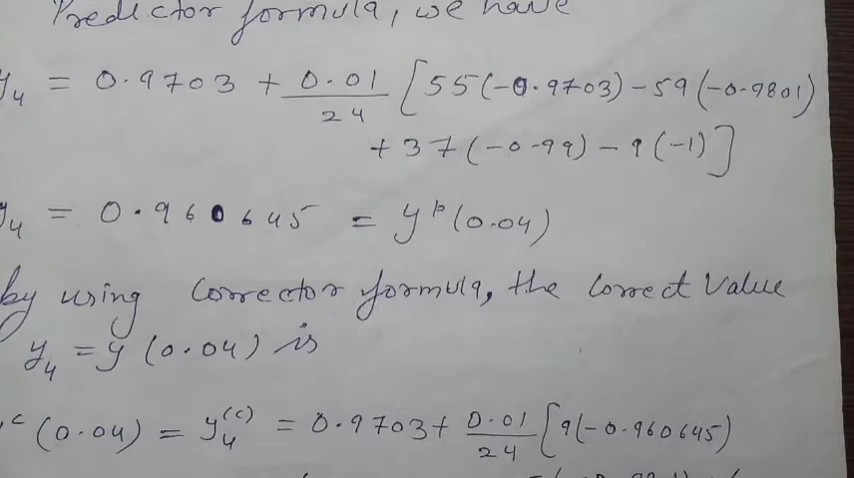 Predictor formula, we have
y₄ = 0.9703 + 0.01/24 [55(-0.9703) - 59(-0.9801)
+ 37(-0.99) - 9(-1)]
y₄ = 0.960645 = yᵖ(0.04)
by using Corrector formula, the Correct Value
y₄ = y(0.04) is
ᶜ(0.04) = y₄⁽ᶜ⁾ = 0.9703 + 0.01/24 [9(-0.960645)